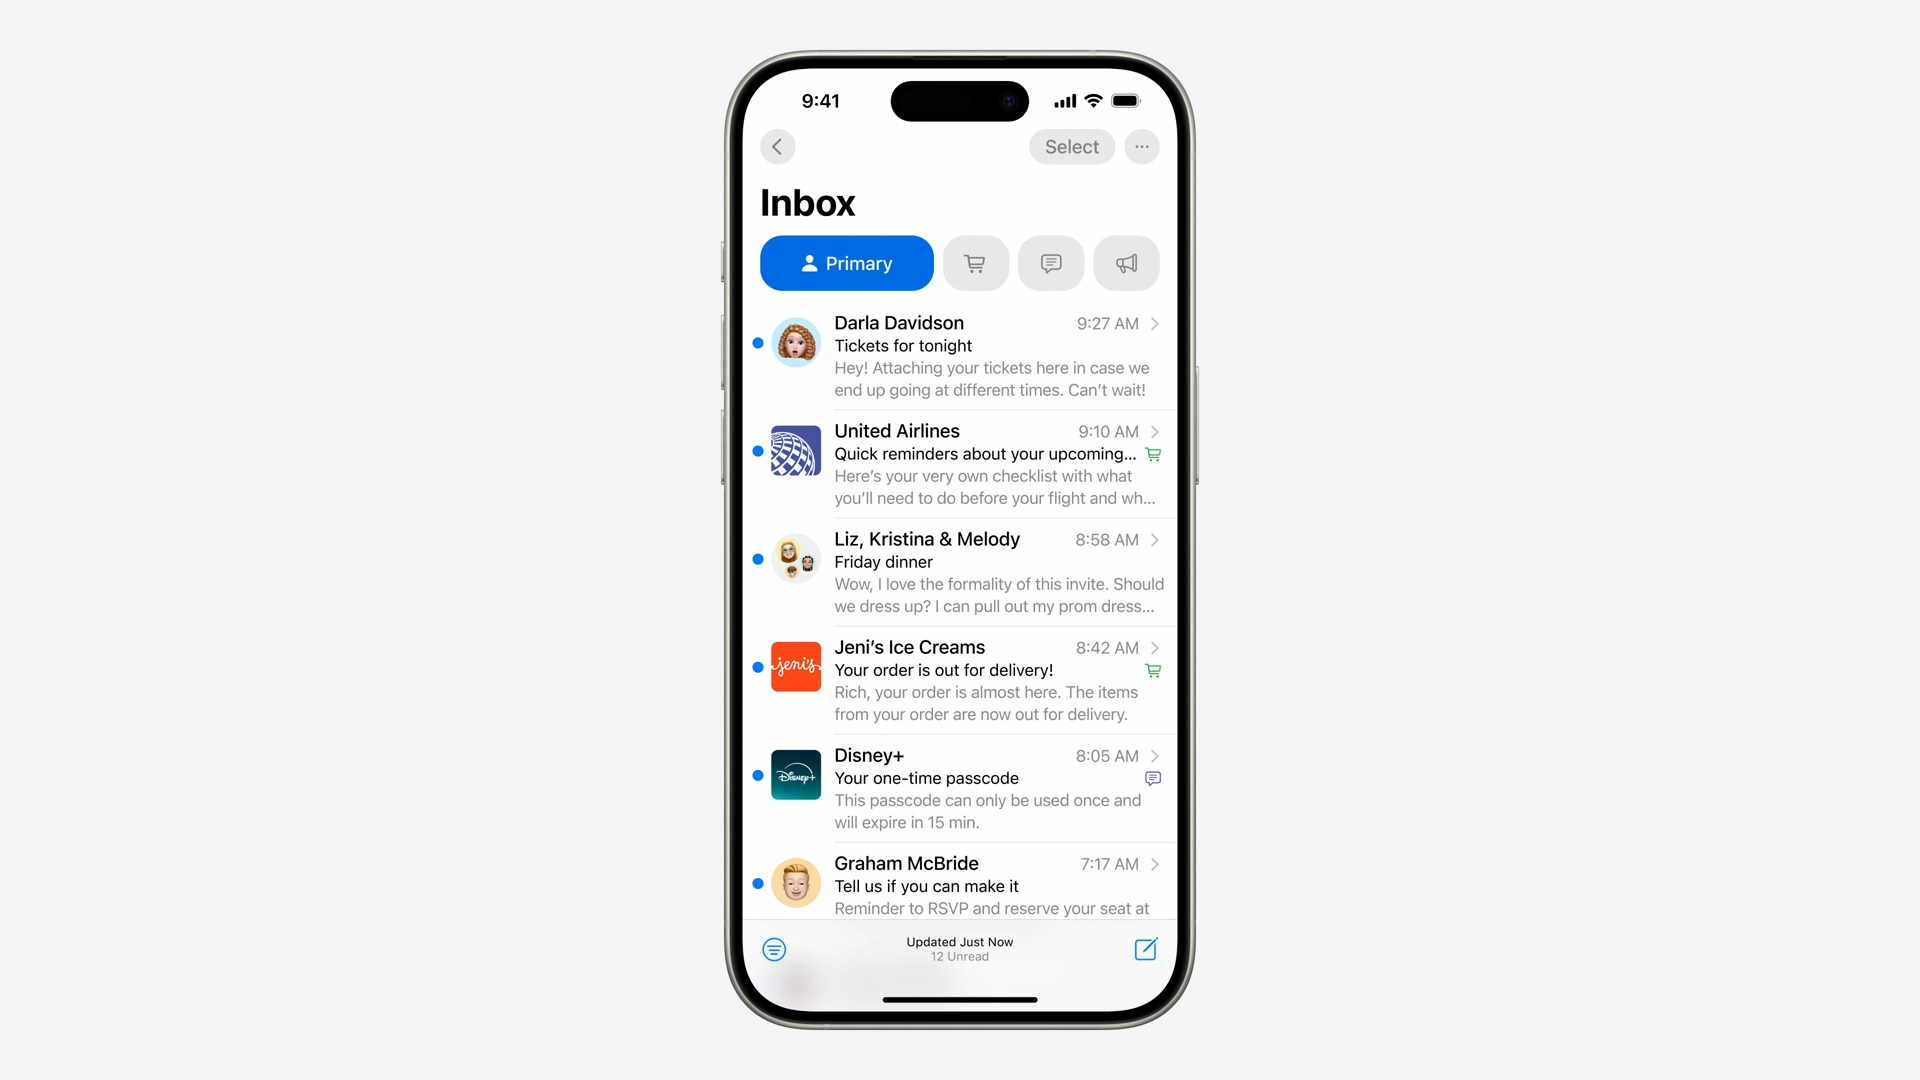 9:41
Select
Inbox
Primary
Darla Davidson 9:27 AM
Tickets for tonight
Hey! Attaching your tickets here in case we
end up going at different times. Can’t wait!
United Airlines 9:10 AM
Quick reminders about your upcoming...
Here’s your very own checklist with what
you’ll need to do before your flight and wh...
Liz, Kristina & Melody 8:58 AM
Friday dinner
Wow, I love the formality of this invite. Should
we dress up? I can pull out my prom dress...
jeni's
Jeni’s Ice Creams 8:42 AM
Your order is out for delivery!
Rich, your order is almost here. The items
from your order are now out for delivery.
Disney+
Disney+ 8:05 AM
Your one-time passcode
This passcode can only be used once and
will expire in 15 min.
Graham McBride 7:17 AM
Tell us if you can make it
Reminder to RSVP and reserve your seat at
Updated Just Now
12 Unread